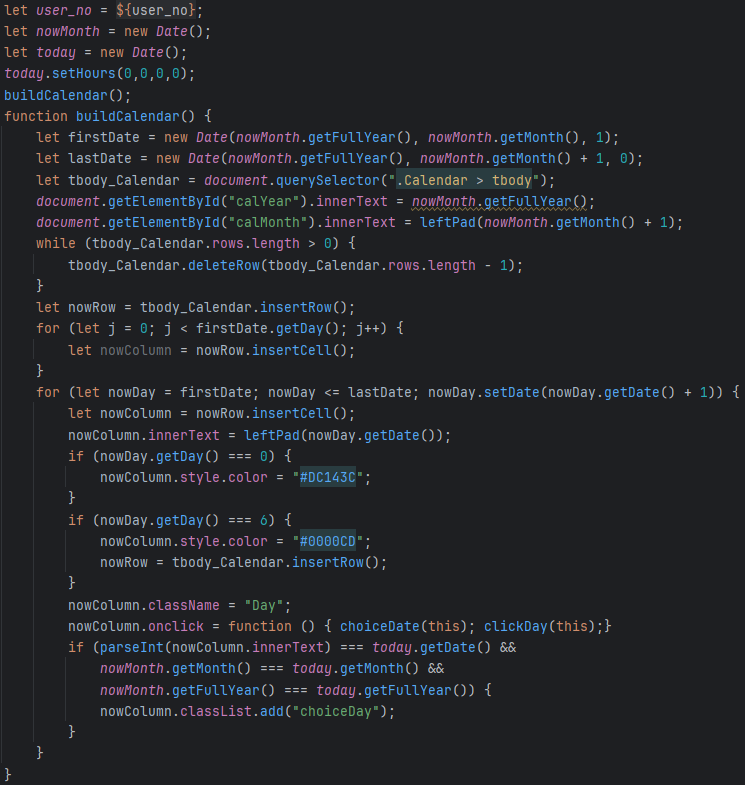 let user_no = ${user_no};
let nowMonth = new Date();
let today = new Date();
today.setHours(0,0,0,0);
buildCalendar();
function buildCalendar() {
    let firstDate = new Date(nowMonth.getFullYear(), nowMonth.getMonth(), 1);
    let lastDate = new Date(nowMonth.getFullYear(), nowMonth.getMonth() + 1, 0);
    let tbody_Calendar = document.querySelector(".Calendar > tbody");
    document.getElementById("calYear").innerText = nowMonth.getFullYear();
    document.getElementById("calMonth").innerText = leftPad(nowMonth.getMonth() + 1);
    while (tbody_Calendar.rows.length > 0) {
        tbody_Calendar.deleteRow(tbody_Calendar.rows.length - 1);
    }
    let nowRow = tbody_Calendar.insertRow();
    for (let j = 0; j < firstDate.getDay(); j++) {
        let nowColumn = nowRow.insertCell();
    }
    for (let nowDay = firstDate; nowDay <= lastDate; nowDay.setDate(nowDay.getDate() + 1)) {
        let nowColumn = nowRow.insertCell();
        nowColumn.innerText = leftPad(nowDay.getDate());
        if (nowDay.getDay() === 0) {
            nowColumn.style.color = "#DC143C";
        }
        if (nowDay.getDay() === 6) {
            nowColumn.style.color = "#0000CD";
            nowRow = tbody_Calendar.insertRow();
        }
        nowColumn.className = "Day";
        nowColumn.onclick = function () { choiceDate(this); clickDay(this);}
        if (parseInt(nowColumn.innerText) === today.getDate() &&
            nowMonth.getMonth() === today.getMonth() &&
            nowMonth.getFullYear() === today.getFullYear()) {
            nowColumn.classList.add("choiceDay");
        }
    }
}